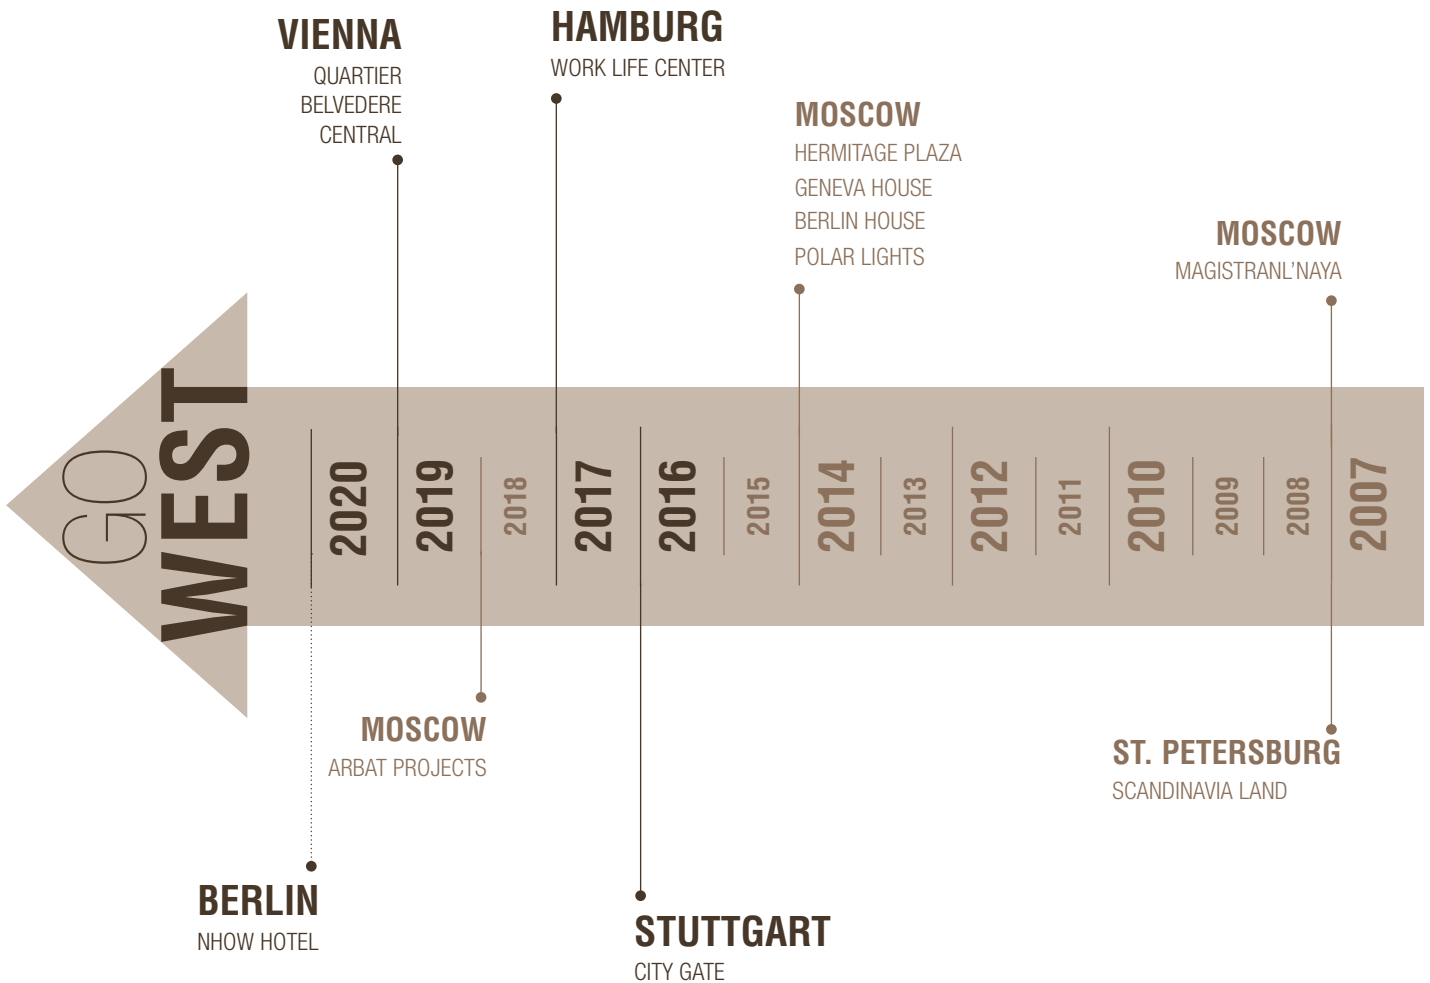 VIENNA
QUARTIER
BELVEDERE
CENTRAL
HAMBURG
WORK LIFE CENTER
MOSCOW
HERMITAGE PLAZA
GENEVA HOUSE
BERLIN HOUSE
POLAR LIGHTS
MOSCOW
MAGISTRANL’NAYA
GO
WEST
2020
2019
2018
2017
2016
2015
2014
2013
2012
2011
2010
2009
2008
2007
MOSCOW
ARBAT PROJECTS
ST. PETERSBURG
SCANDINAVIA LAND
BERLIN
NHOW HOTEL
STUTTGART
CITY GATE